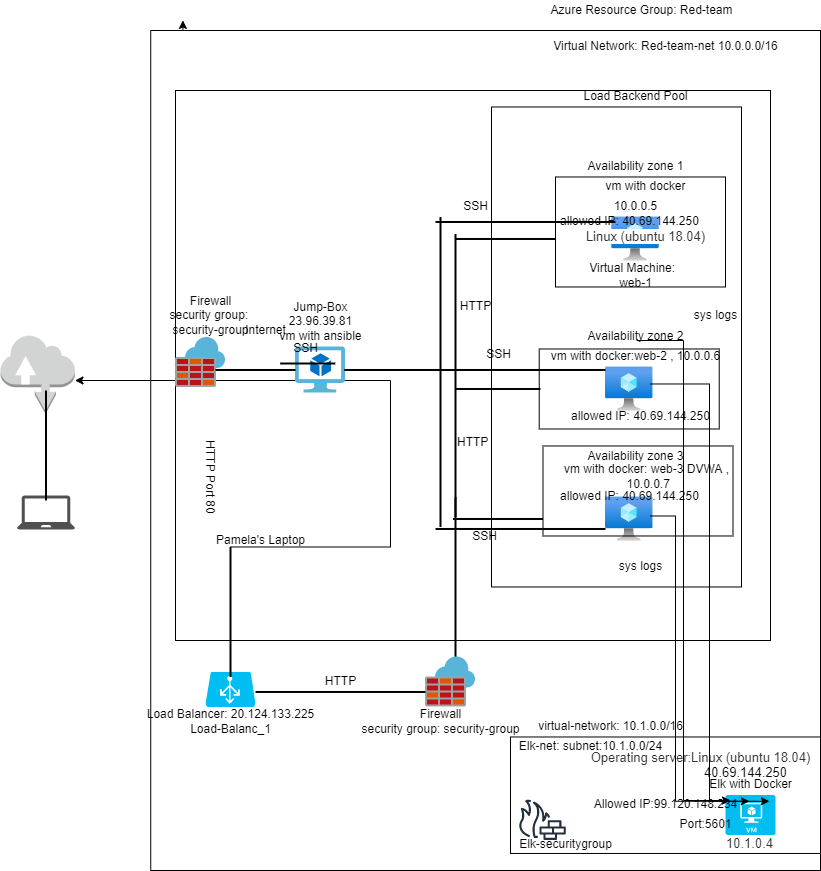 Azure Resource Group: Red-team
Virtual Network: Red-team-net 10.0.0.0/16
Load Backend Pool
Availability zone 1
vm with docker
10.0.0.5
allowed IP: 40.69.144.250
Linux (ubuntu 18.04)
Virtual Machine:
web-1
SSH
HTTP
sys logs
Firewall
security group:
security-group
Internet
Jump-Box
23.96.39.81
vm with ansible
SSH
SSH
Availability zone 2
vm with docker:web-2 , 10.0.0.6
allowed IP: 40.69.144.250
HTTP
HTTP Port 80
Availability zone 3
vm with docker: web-3 DVWA ,
10.0.0.7
allowed IP: 40.69.144.250
SSH
Pamela's Laptop
sys logs
HTTP
Load Balancer: 20.124.133.225
Load-Balanc_1
Firewall
security group: security-group
virtual-network: 10.1.0.0/16
Elk-net: subnet:10.1.0.0/24
Operating server:Linux (ubuntu 18.04)
40.69.144.250
Elk with Docker
Allowed IP:99.120.148.234
Port:5601
VM
Elk-securitygroup
10.1.0.4